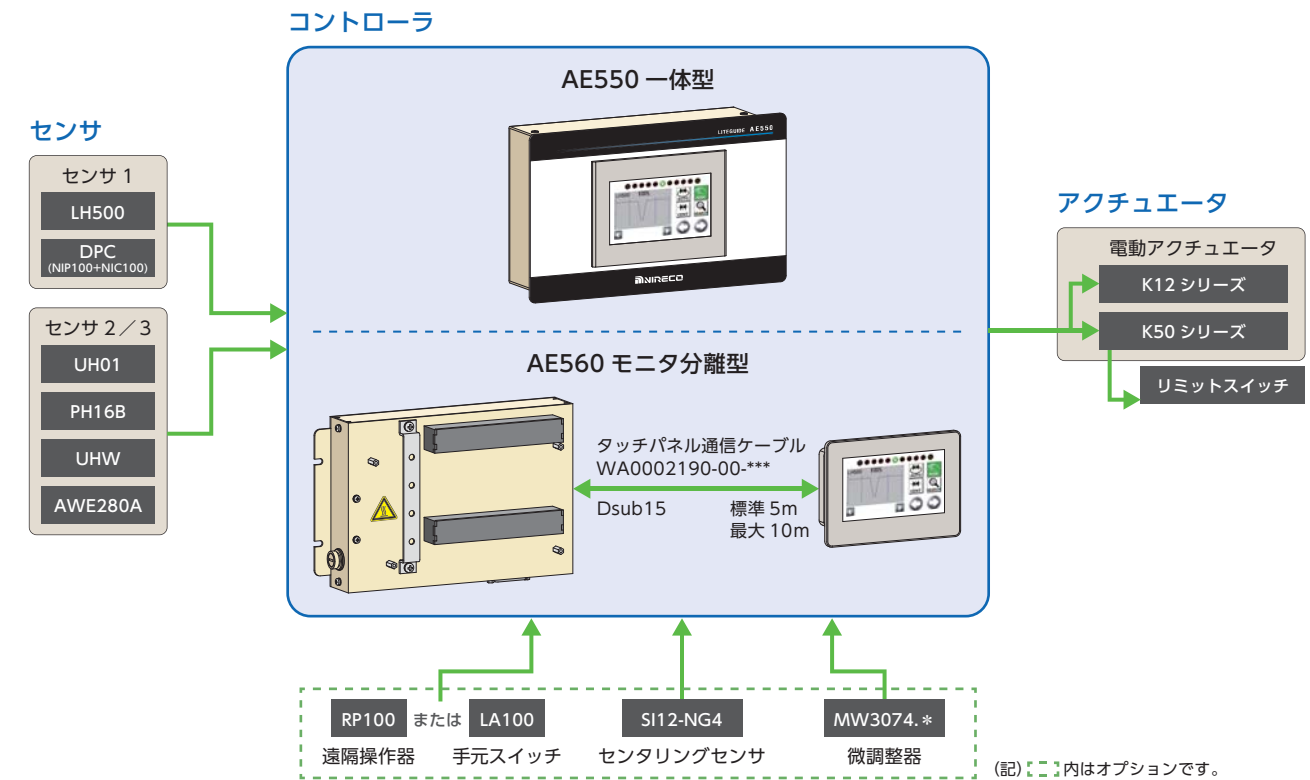 コントローラ
AE550 一体型
LITEGUIDE AE550
NIRECO
センサ
センサ 1
LH500
DPC
(NIP100+NIC100)
センサ 2／3
UH01
PH16B
UHW
AWE280A
AE560 モニタ分離型
タッチパネル通信ケーブル
WA0002190-00-***
Dsub15
標準 5m
最大 10m
アクチュエータ
電動アクチュエータ
K12 シリーズ
K50 シリーズ
リミットスイッチ
RP100 または LA100
遠隔操作器
手元スイッチ
SI12-NG4
センタリングセンサ
MW3074.＊
微調整器
(記) 内はオプションです。